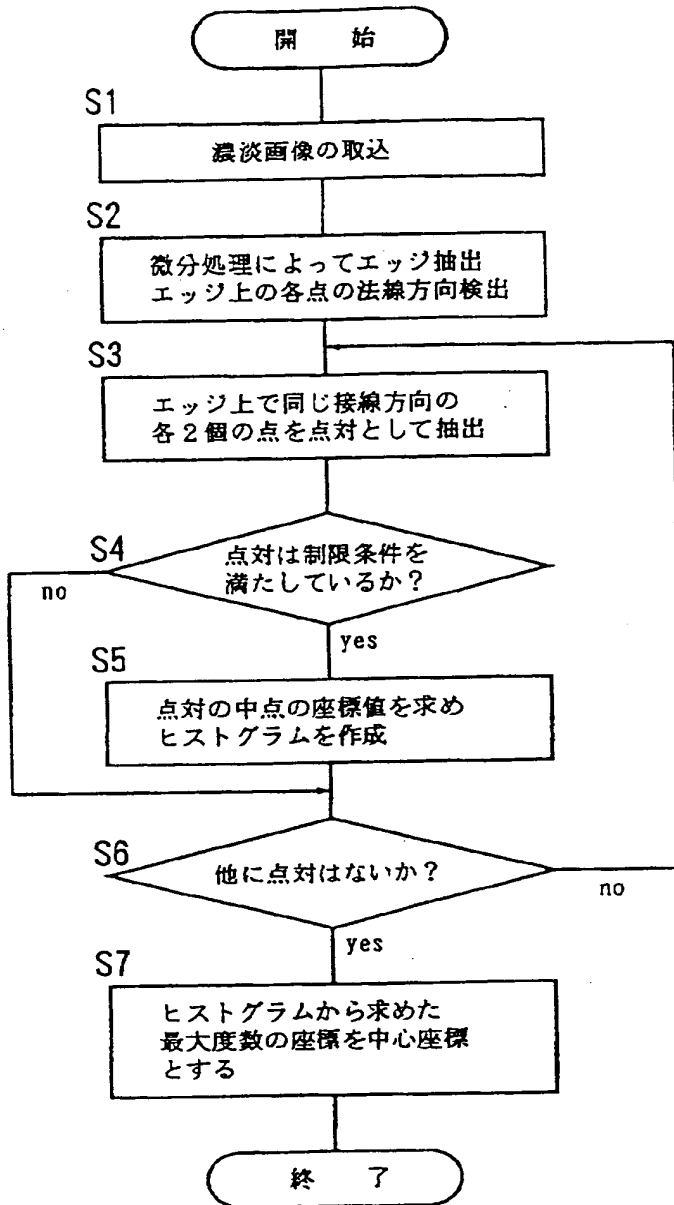 開 始
S1
濃淡画像の取込
S2
微分処理によってエッジ抽出
エッジ上の各点の法線方向検出
S3
エッジ上で同じ接線方向の
各2個の点を点対として抽出
S4
点対は制限条件を
満たしているか?
no
yes
S5
点対の中点の座標値を求め
ヒストグラムを作成
S6
他に点対はないか?
no
yes
S7
ヒストグラムから求めた
最大度数の座標を中心座標
とする
終 了